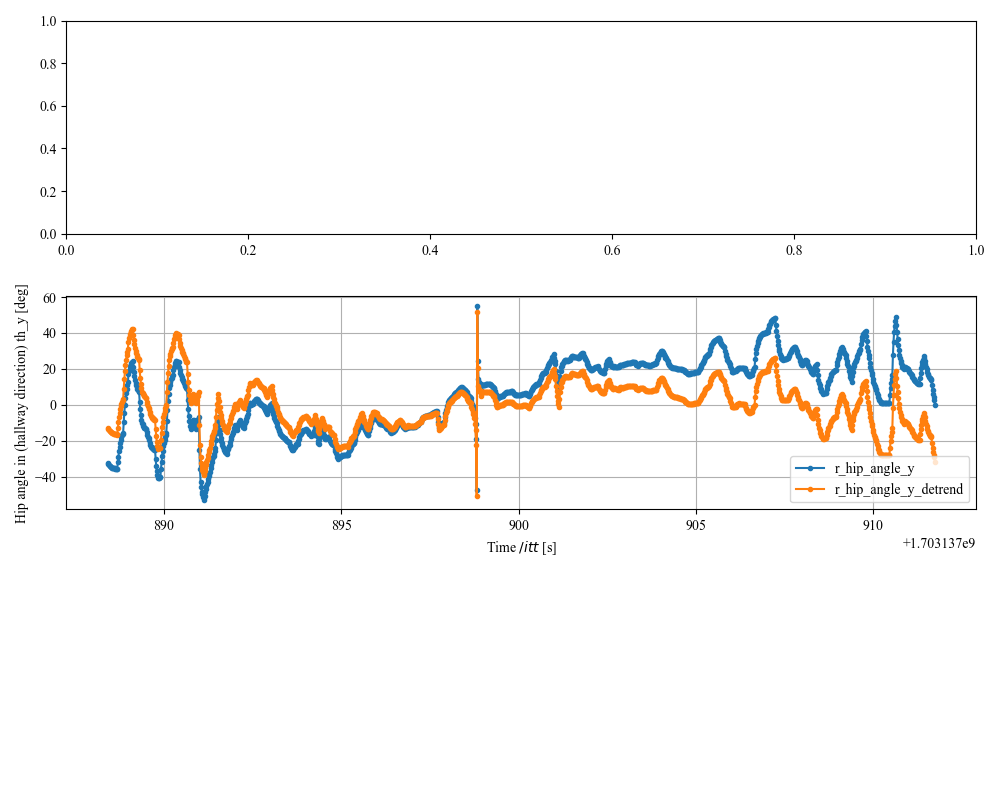 1.0
0.8
0.6
0.4
0.2
0.0
0.0 0.2 0.4 0.6 0.8 1.0
Hip angle in (hallway direction) th_y [deg]
60
40
20
0
−20
−40
r_hip_angle_y
r_hip_angle_y_detrend
890 895 900 905 910
+1.703137e9
Time /itt [s]